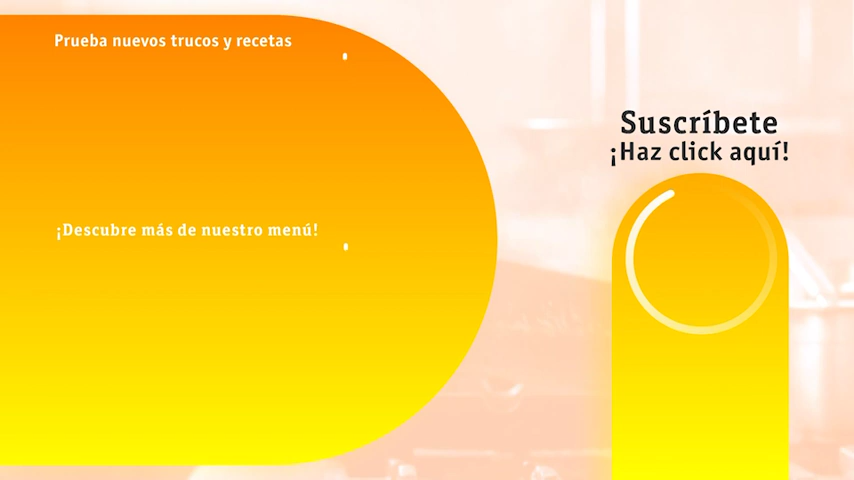 Prueba nuevos trucos y recetas
¡Descubre más de nuestro menú!
Suscríbete
¡Haz click aquí!